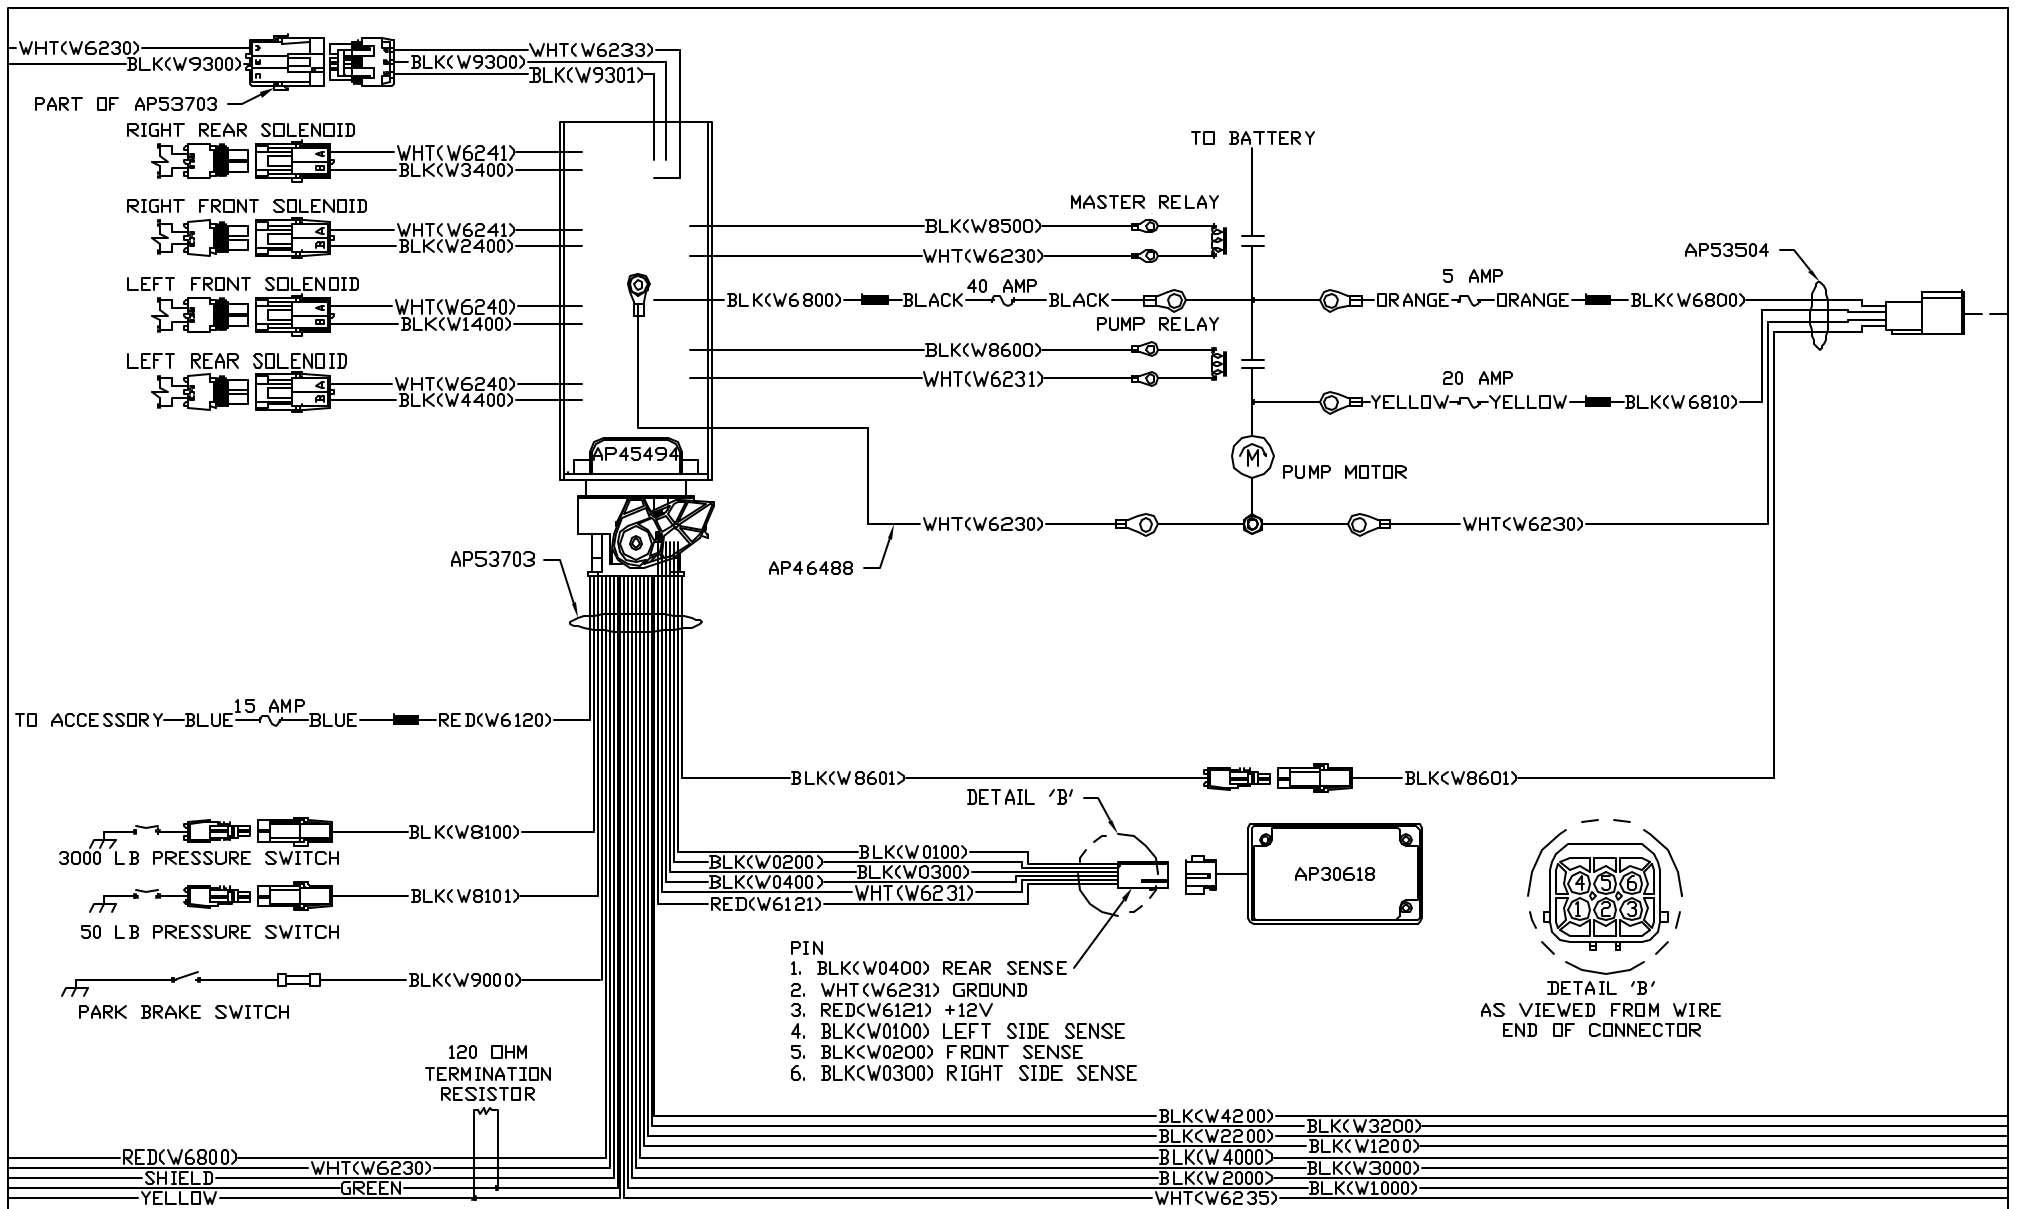 WHT(W6230)
BLK(W9300)
PART OF AP53703
WHT(W6233)
BLK(W9300)
BLK(W9301)
RIGHT REAR SOLENOID
A
B
WHT(W6241)
BLK(W3400)
RIGHT FRONT SOLENOID
A
B
WHT(W6241)
BLK(W2400)
LEFT FRONT SOLENOID
A
B
WHT(W6240)
BLK(W1400)
LEFT REAR SOLENOID
A
B
WHT(W6240)
BLK(W4400)
AP45494
TO BATTERY
MASTER RELAY
BLK(W8500)
WHT(W6230)
BLK(W6800) BLACK 40 AMP BLACK
PUMP RELAY
BLK(W8600)
WHT(W6231)
5 AMP
ORANGE ORANGE BLK(W6800)
AP53504
20 AMP
YELLOW YELLOW BLK(W6810)
M
PUMP MOTOR
WHT(W6230)
WHT(W6230)
AP46488
AP53703
15 AMP
TO ACCESSORY BLUE BLUE RED(W6120)
BLK(W8601)
BLK(W8601)
BLK(W8100)
3000 LB PRESSURE SWITCH
BLK(W8101)
50 LB PRESSURE SWITCH
BLK(W9000)
PARK BRAKE SWITCH
DETAIL 'B'
BLK(W0100)
BLK(W0200)
BLK(W0300)
BLK(W0400)
WHT(W6231)
RED(W6121)
AP30618
PIN
1. BLK(W0400) REAR SENSE
2. WHT(W6231) GROUND
3. RED(W6121) +12V
4. BLK(W0100) LEFT SIDE SENSE
5. BLK(W0200) FRONT SENSE
6. BLK(W0300) RIGHT SIDE SENSE
4 5 6
1 2 3
DETAIL 'B'
AS VIEWED FROM WIRE
END OF CONNECTOR
120 OHM
TERMINATION
RESISTOR
RED(W6800)
WHT(W6230)
SHIELD
GREEN
YELLOW
BLK(W4200)
BLK(W3200)
BLK(W2200)
BLK(W1200)
BLK(W4000)
BLK(W3000)
BLK(W2000)
BLK(W1000)
WHT(W6235)